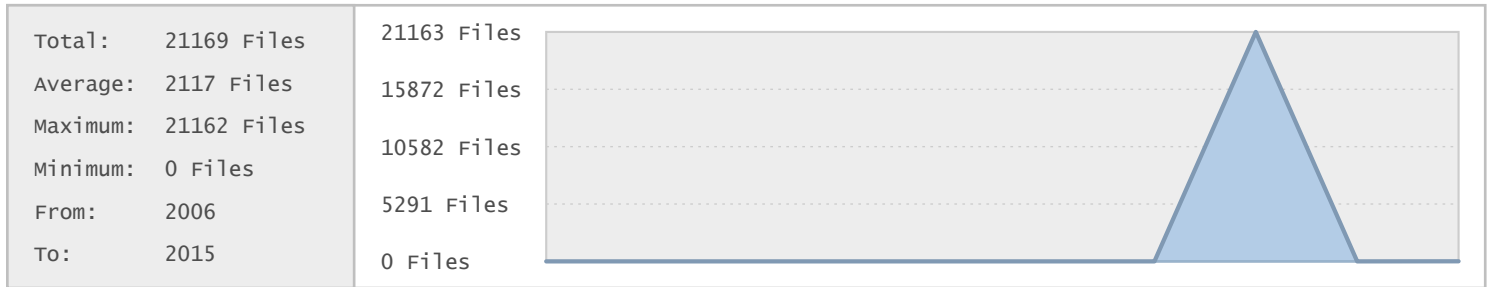 Total: 21169 Files
Average: 2117 Files
Maximum: 21162 Files
Minimum: 0 Files
From: 2006
To: 2015
21163 Files
15872 Files
10582 Files
5291 Files
0 Files